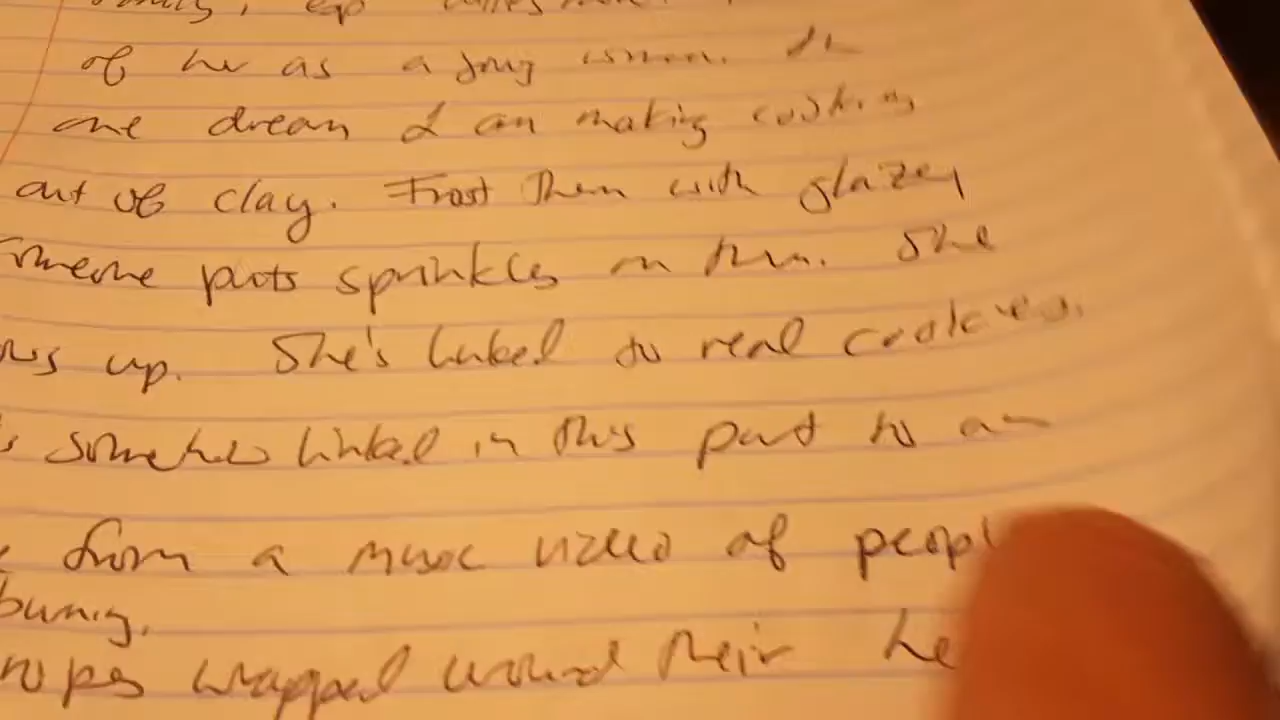 of her as a young woman. In
one dream I am making cookies
out of clay. Frost them with glaze,
someone puts sprinkles on them. She
up. She's linked to real cookies.
somehow linked in this part to an
from a music video of
burning.
ropes wrapped around their